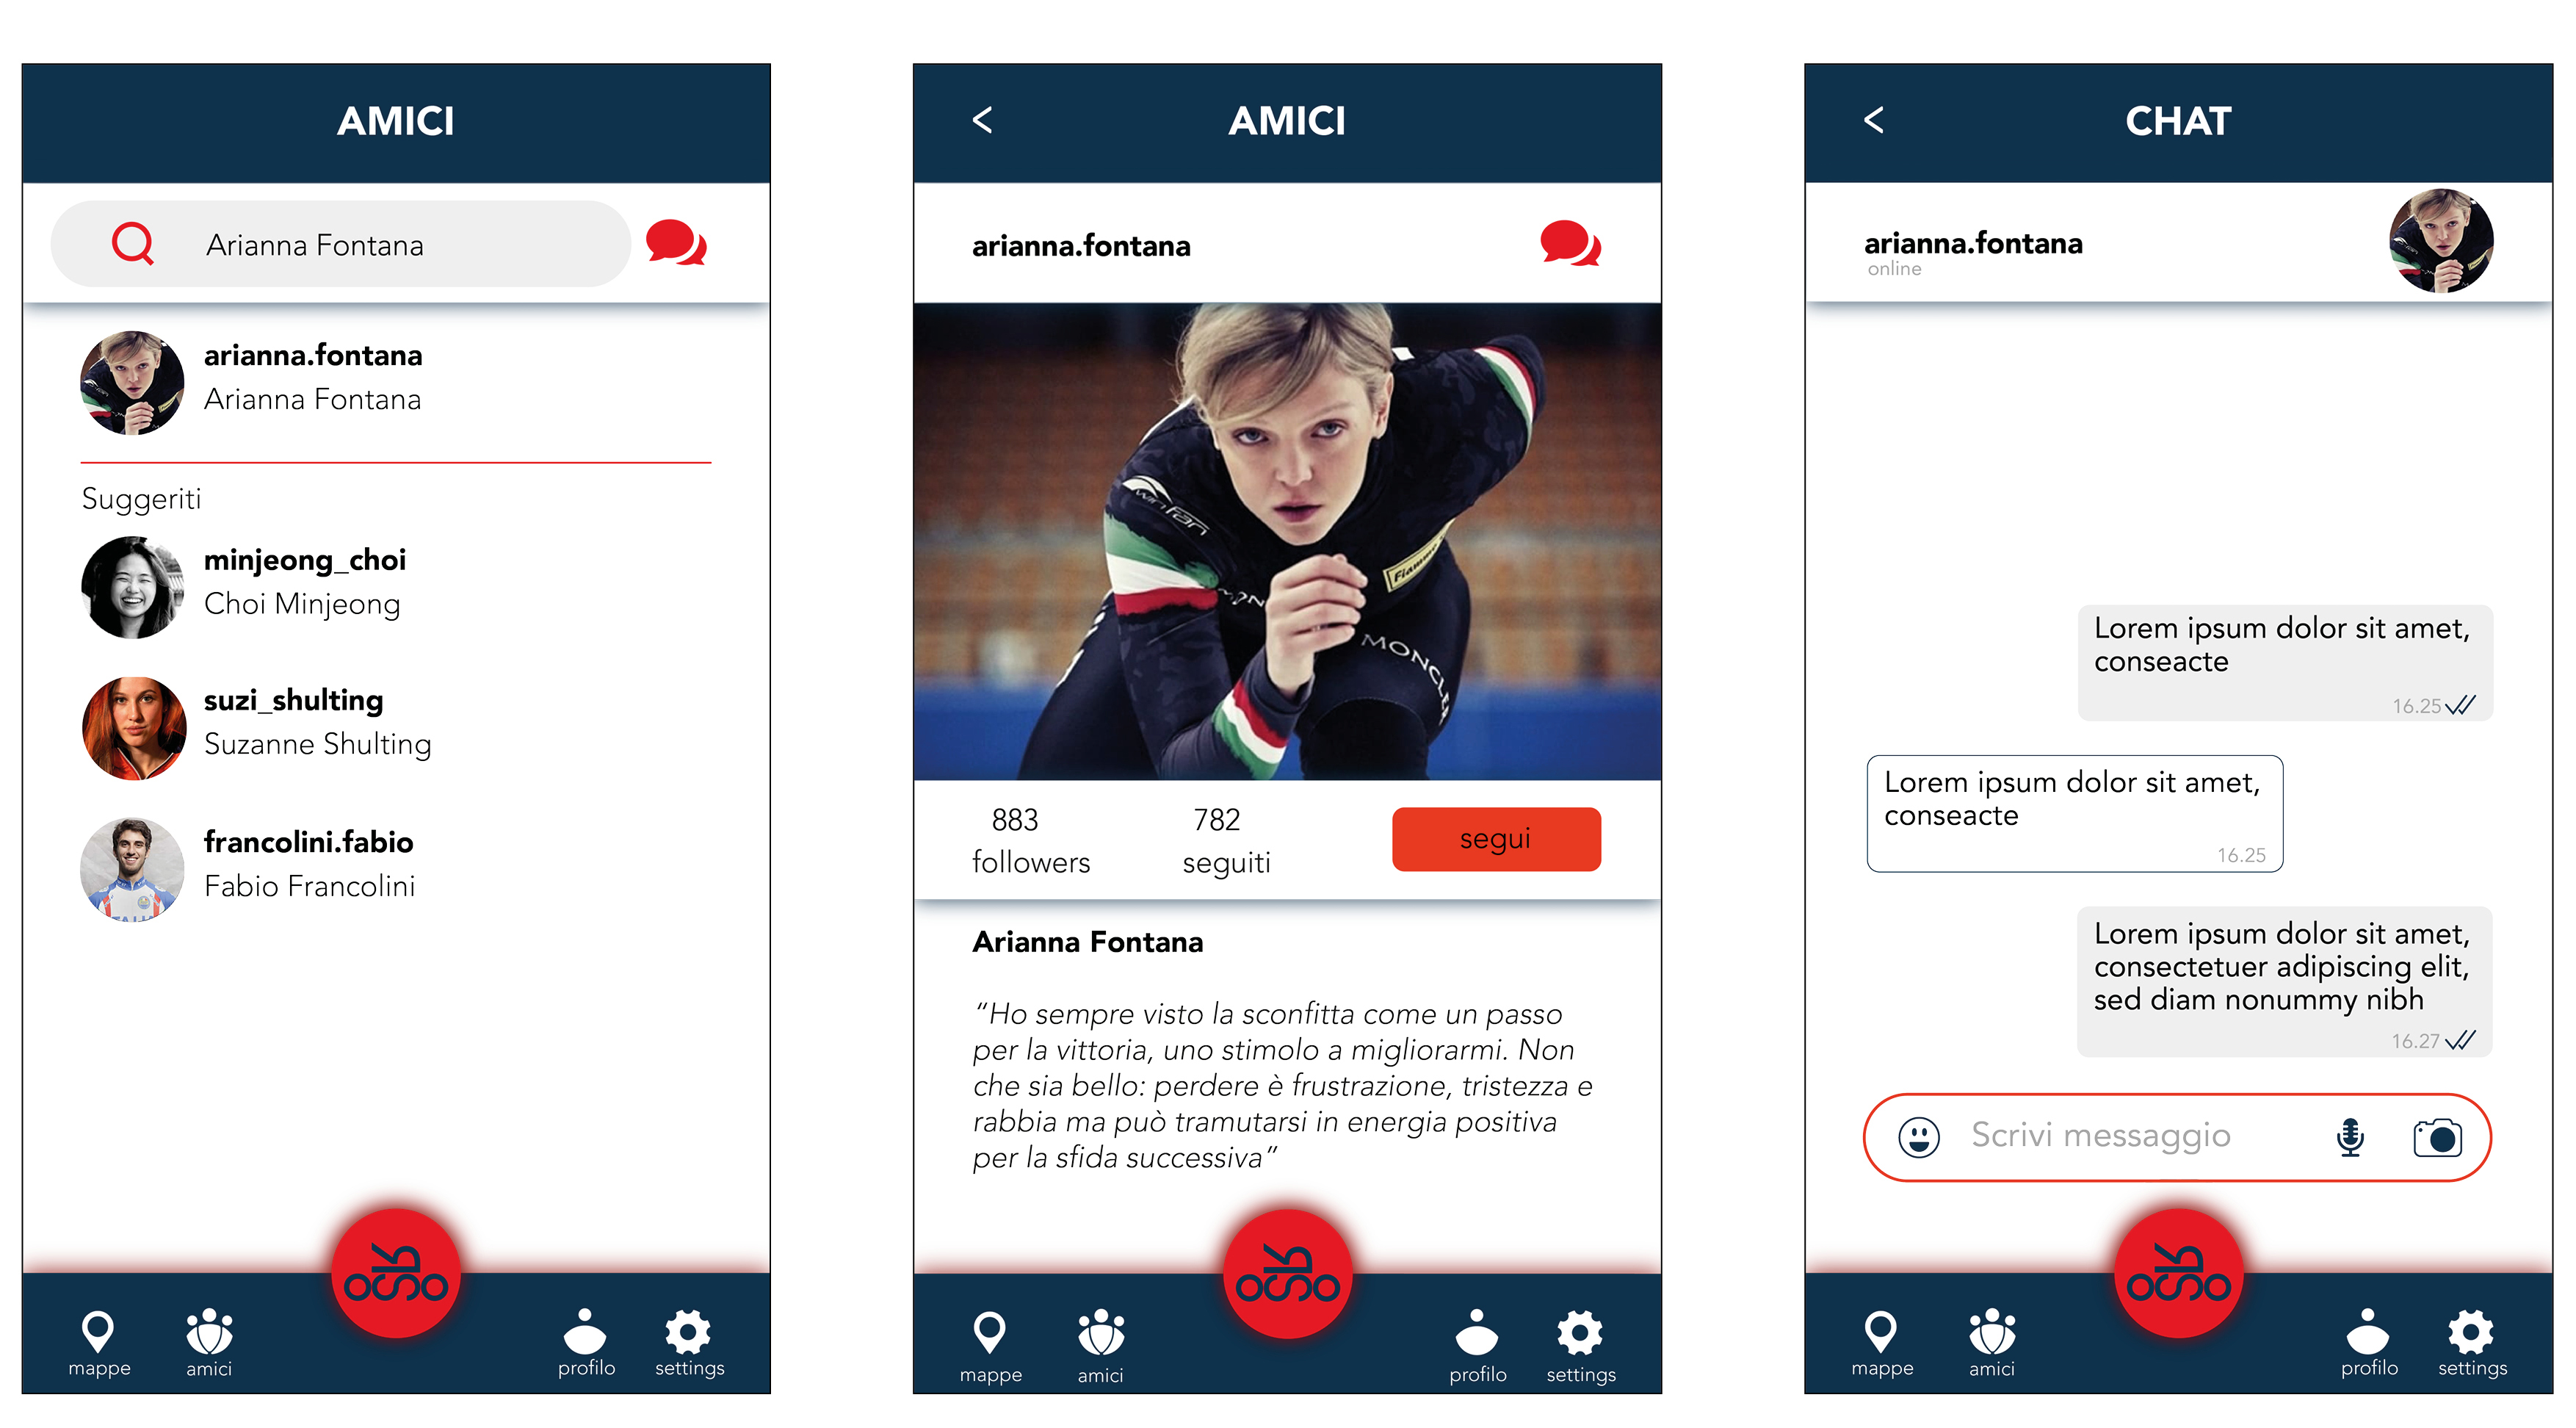 AMICI
Arianna Fontana
arianna.fontana
Arianna Fontana
Suggeriti
minjeong_choi
Choi Minjeong
suzi_shulting
Suzanne Shulting
francolini.fabio
Fabio Francolini
mappe
amici
profilo
settings
<
AMICI
arianna.fontana
winfan
Fiamme
MONCLER
883
782
followers
seguiti
segui
Arianna Fontana
“Ho sempre visto la sconfitta come un passo
per la vittoria, uno stimolo a migliorarmi. Non
che sia bello: perdere è frustrazione, tristezza e
rabbia ma può tramutarsi in energia positiva
per la sfida successiva”
mappe
amici
profilo
settings
<
CHAT
arianna.fontana
online
Lorem ipsum dolor sit amet,
conseacte
16.25
Lorem ipsum dolor sit amet,
conseacte
16.25
Lorem ipsum dolor sit amet,
consectetuer adipiscing elit,
sed diam nonummy nibh
16.27
Scrivi messaggio
mappe
amici
profilo
settings